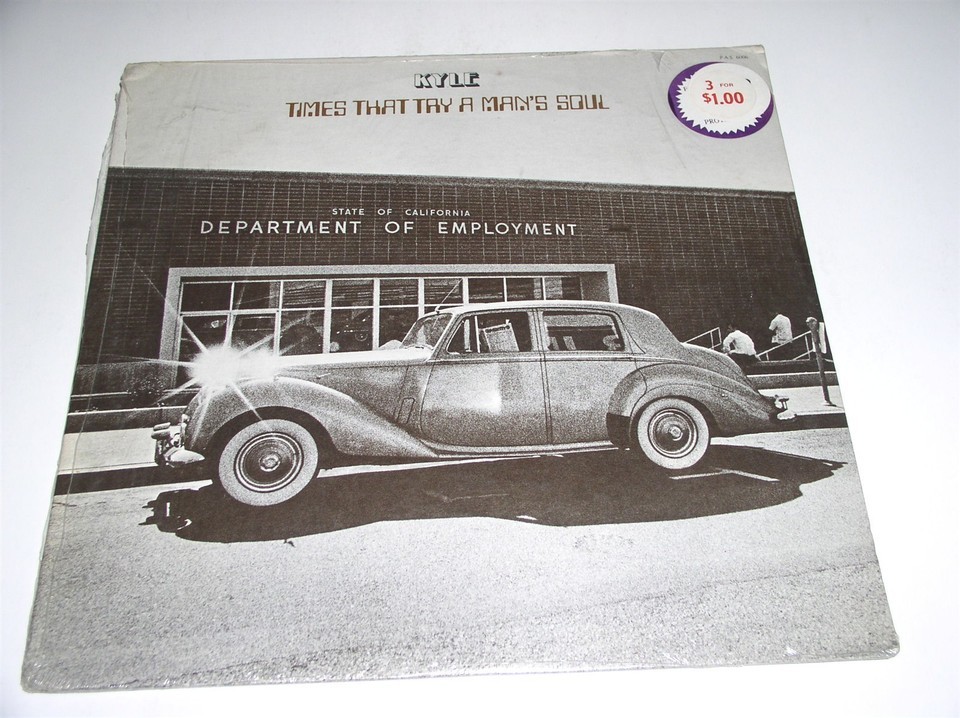 KYLE
TIMES THAT TRY A MAN'S SOUL
3 FOR
$1.00
STATE OF CALIFORNIA
DEPARTMENT OF EMPLOYMENT